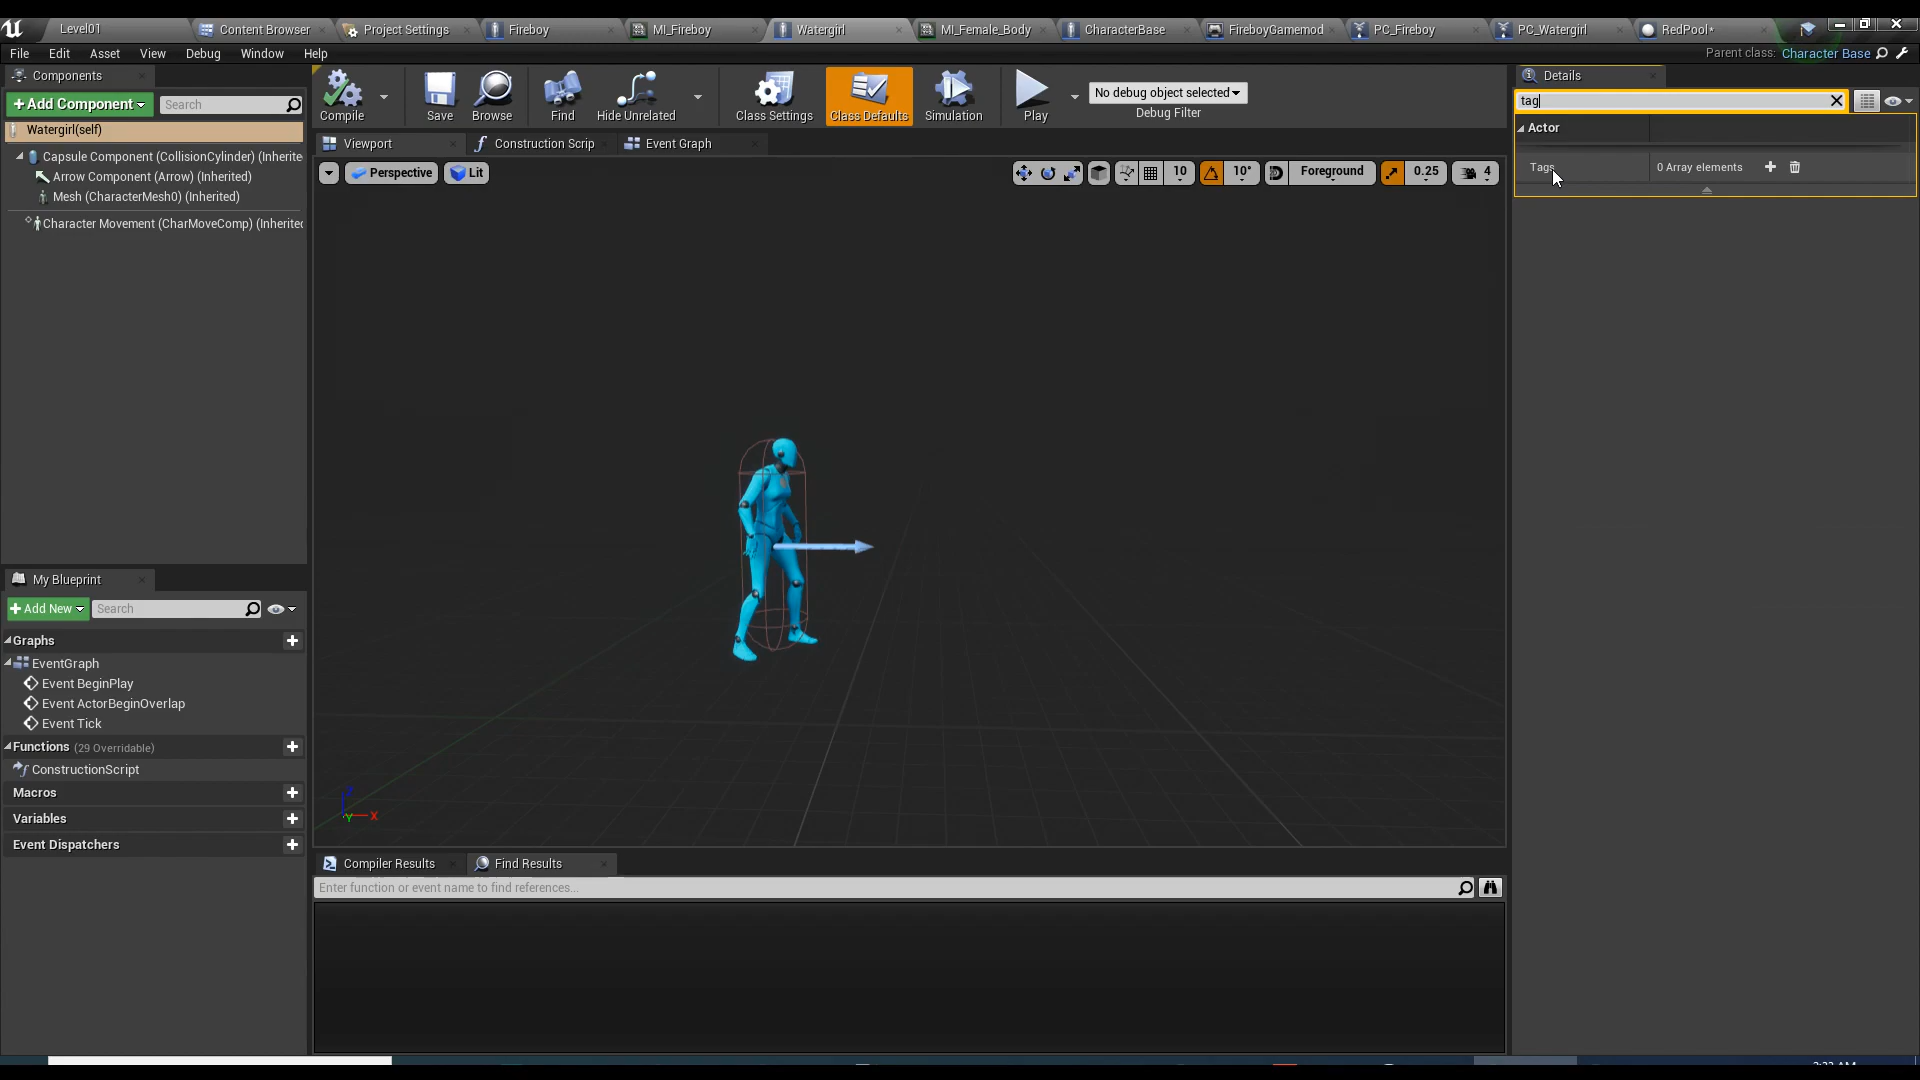 Level01
Content Browser
Project Settings
Fireboy
MI_Fireboy
Watergirl
MI_Female_Body
CharacterBase
FireboyGamemod
PC_Fireboy
PC_Watergirl
RedPool*
File Edit Asset View Debug Window Help
Parent class: Character Base
Components
Add Component
Search
Watergirl(self)
Capsule Component (CollisionCylinder) (Inherite
Arrow Component (Arrow) (Inherited)
Mesh (CharacterMesh0) (Inherited)
Character Movement (CharMoveComp) (Inherited
Compile
Save
Browse
Find
Hide Unrelated
Class Settings
Class Defaults
Simulation
Play
No debug object selected
Debug Filter
Viewport
Construction Scrip
Event Graph
Perspective
Lit
10
10°
Foreground
0.25
4
X
Y
Z
My Blueprint
Add New
Search
Graphs
EventGraph
Event BeginPlay
Event ActorBeginOverlap
Event Tick
Functions (29 Overridable)
ConstructionScript
Macros
Variables
Event Dispatchers
Compiler Results
Find Results
Enter function or event name to find references...
Details
tag
Actor
Tags
0 Array elements